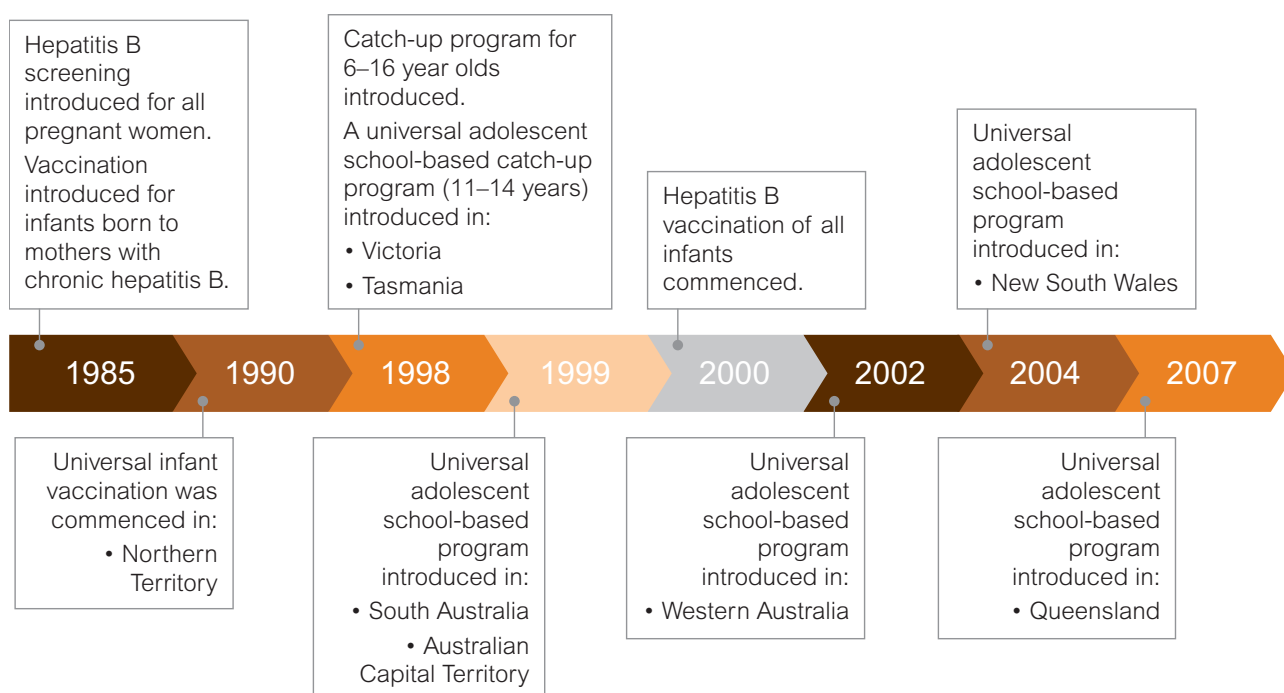 Hepatitis B
screening
introduced for all
pregnant women.
Vaccination
introduced for
infants born to
mothers with
chronic hepatitis B.
Catch-up program for
6–16 year olds
introduced.
A universal adolescent
school-based catch-up
program (11–14 years)
introduced in:
• Victoria
• Tasmania
Hepatitis B
vaccination of all
infants
commenced.
Universal
adolescent
school-based
program
introduced in:
• New South Wales
1985
1990
1998
1999
2000
2002
2004
2007
Universal infant
vaccination was
commenced in:
• Northern
Territory
Universal
adolescent
school-based
program
introduced in:
• South Australia
• Australian
Capital Territory
Universal
adolescent
school-based
program
introduced in:
• Western Australia
Universal
adolescent
school-based
program
introduced in:
• Queensland